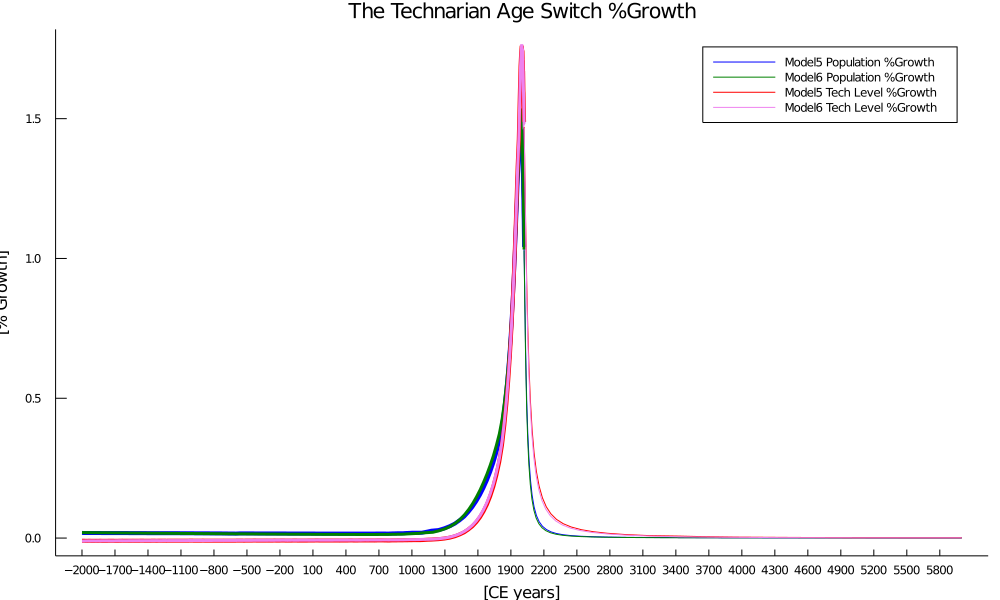 The Technarian Age Switch %Growth
Model5 Population %Growth
Model6 Population %Growth
Model5 Tech Level %Growth
Model6 Tech Level %Growth
1.5
1.0
0.5
0.0
[% Growth]
−2000 −1700 −1400 −1100 −800 −500 −200 100 400 700 1000 1300 1600 1900 2200 2500 2800 3100 3400 3700 4000 4300 4600 4900 5200 5500 5800
[CE years]